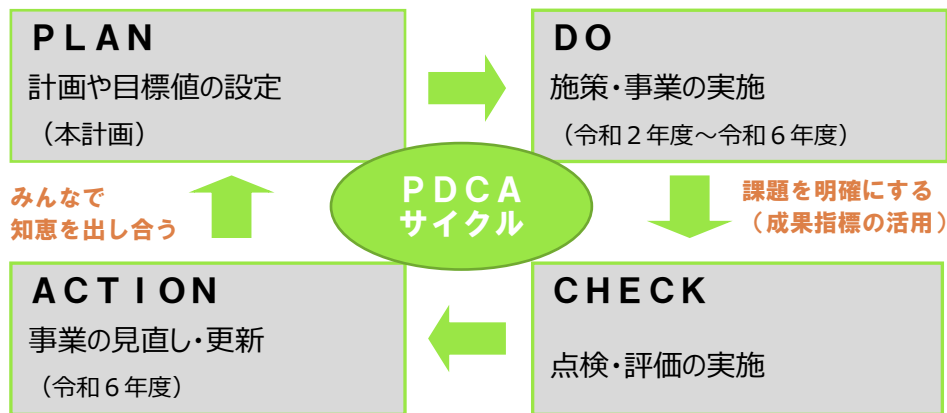 PLAN
計画や目標値の設定
（本計画）
DO
施策・事業の実施
（令和２年度～令和６年度）
みんなで
知恵を出し合う
PDCA
サイクル
課題を明確にする
（成果指標の活用）
ACTION
事業の見直し・更新
（令和６年度）
CHECK
点検・評価の実施